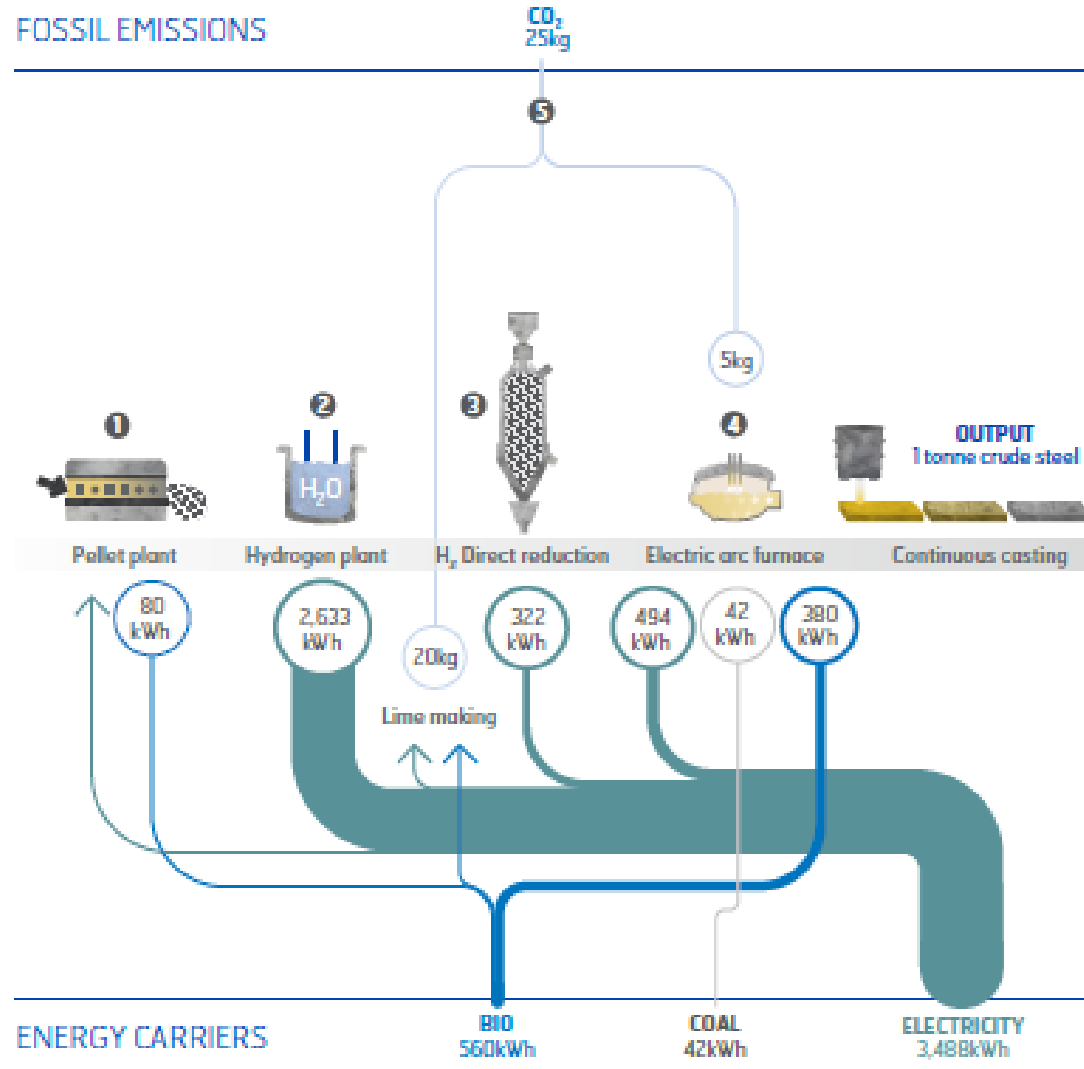 FOSSIL EMISSIONS
CO₂
25kg
5
5kg
3
2
1
4
OUTPUT
1 tonne crude steel
H₂O
Pellet plant
Hydrogen plant
H₂ Direct reduction
Electric arc furnace
Continuous casting
80
kWh
2,633
kWh
20kg
322
kWh
494
kWh
42
kWh
380
kWh
Lime making
ENERGY CARRIERS
BIO
560kWh
COAL
42kWh
ELECTRICITY
3,488kWh